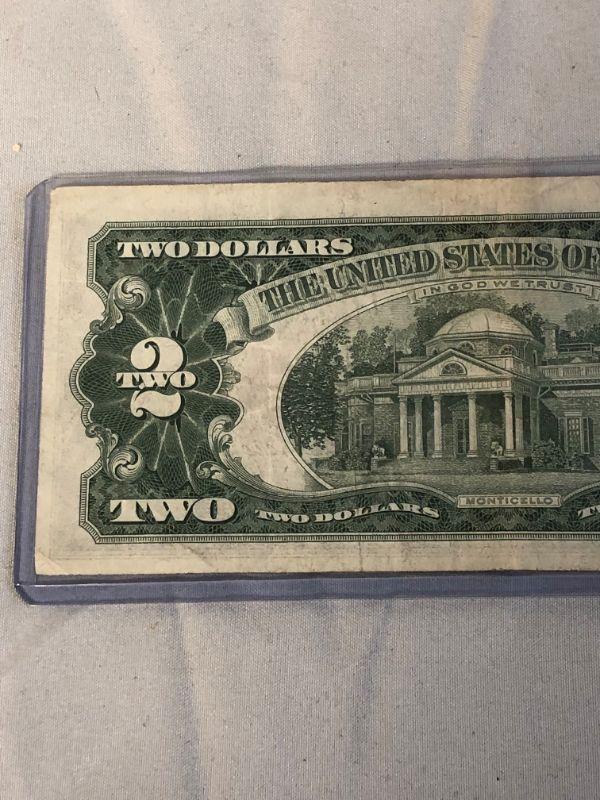 TWO DOLLARS
THE UNITED STATES OF
IN GOD WE TRUST
2
TWO
MONTICELLO
TWO
TWO DOLLARS